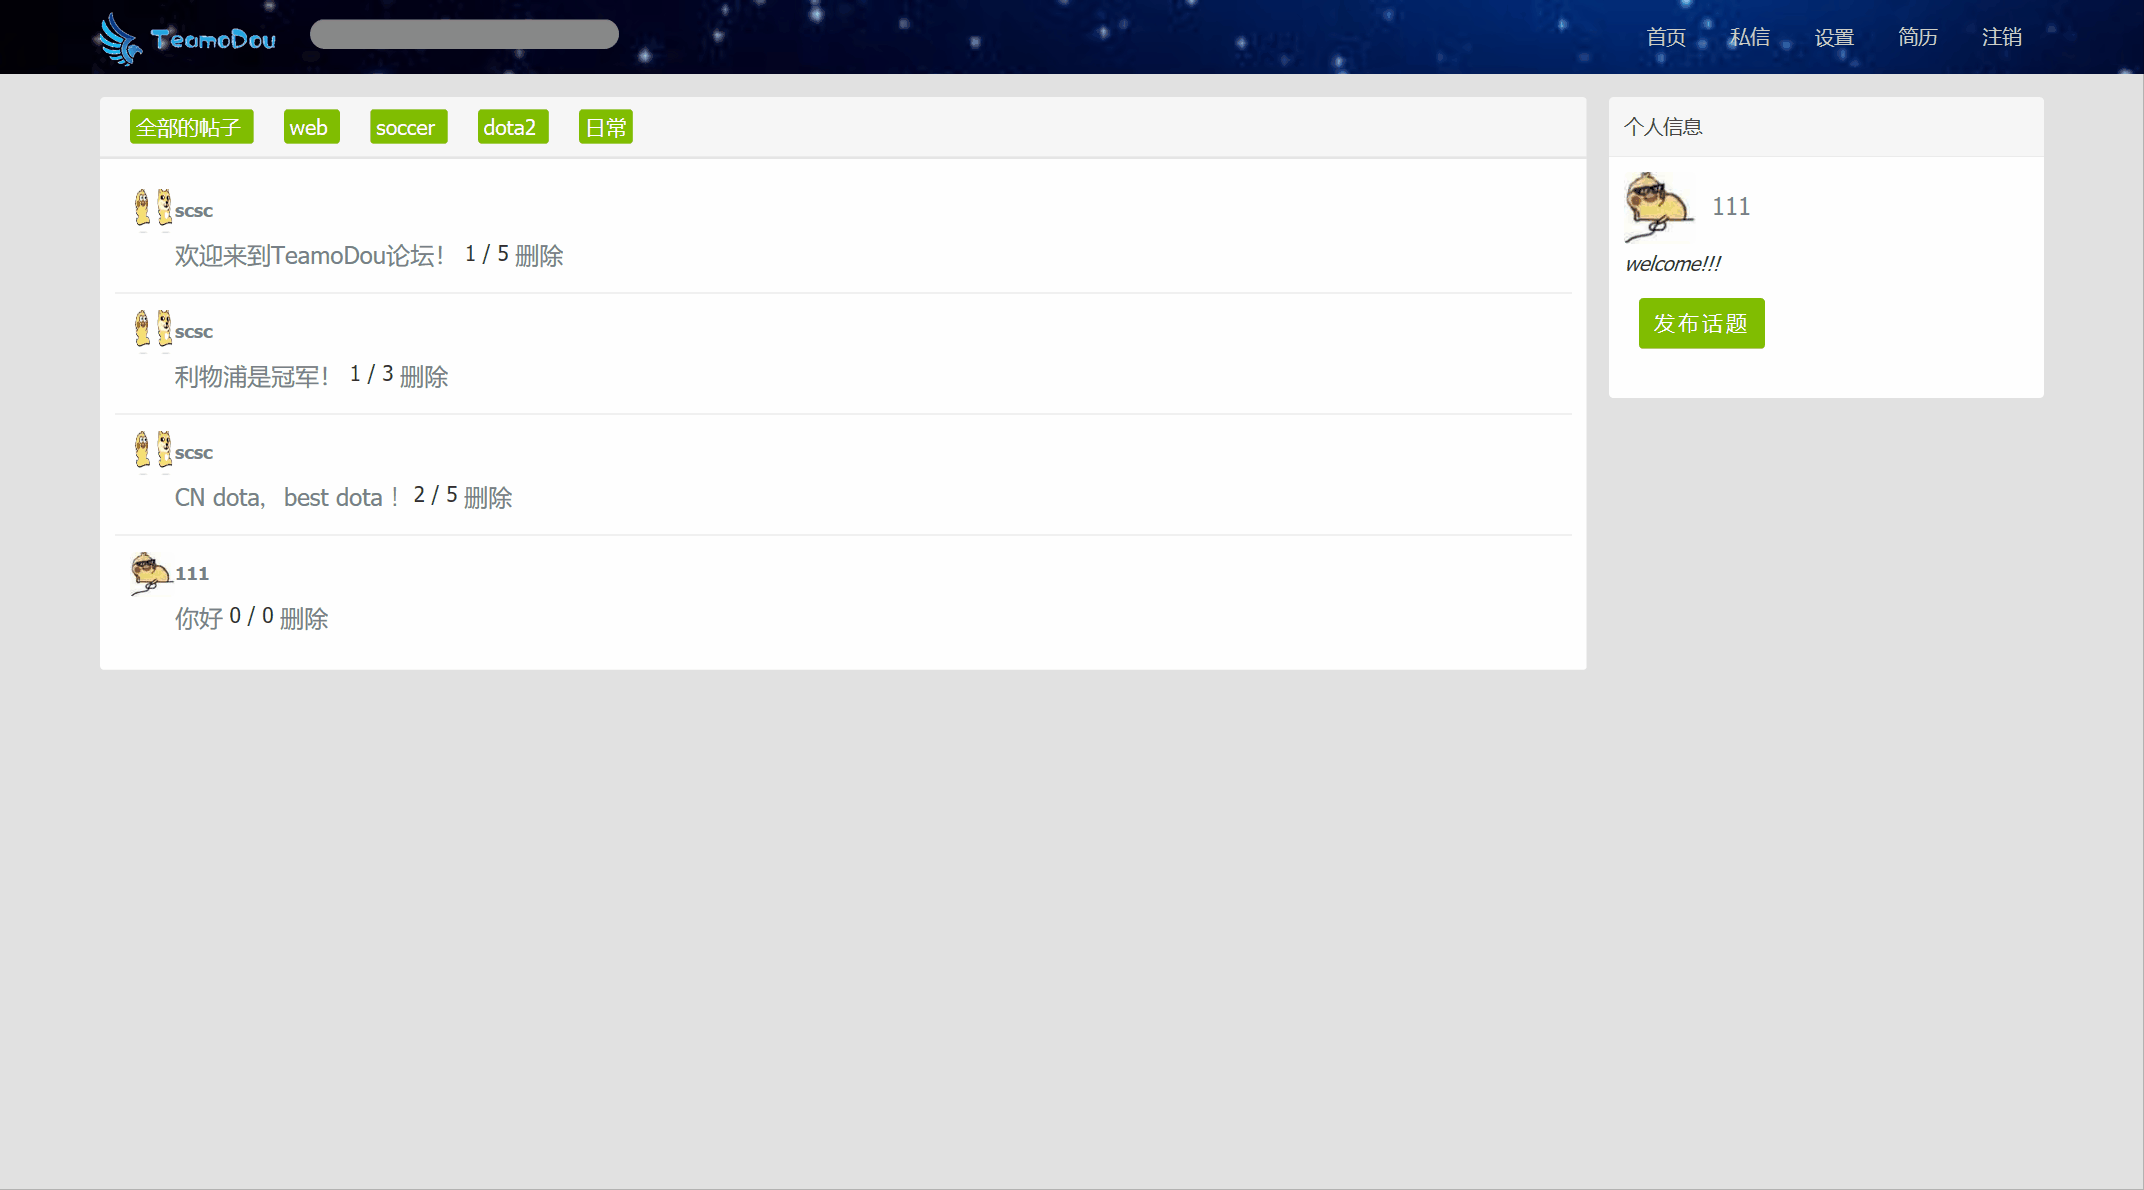 TeamoDou 首页 私信 设置 简历 注销
全部的帖子 web soccer dota2 日常
scsc
欢迎来到TeamoDou论坛！ 1 / 5 删除
scsc
利物浦是冠军！ 1 / 3 删除
scsc
CN dota，best dota！ 2 / 5 删除
111
你好 0 / 0 删除
个人信息
111
welcome!!!
发布话题